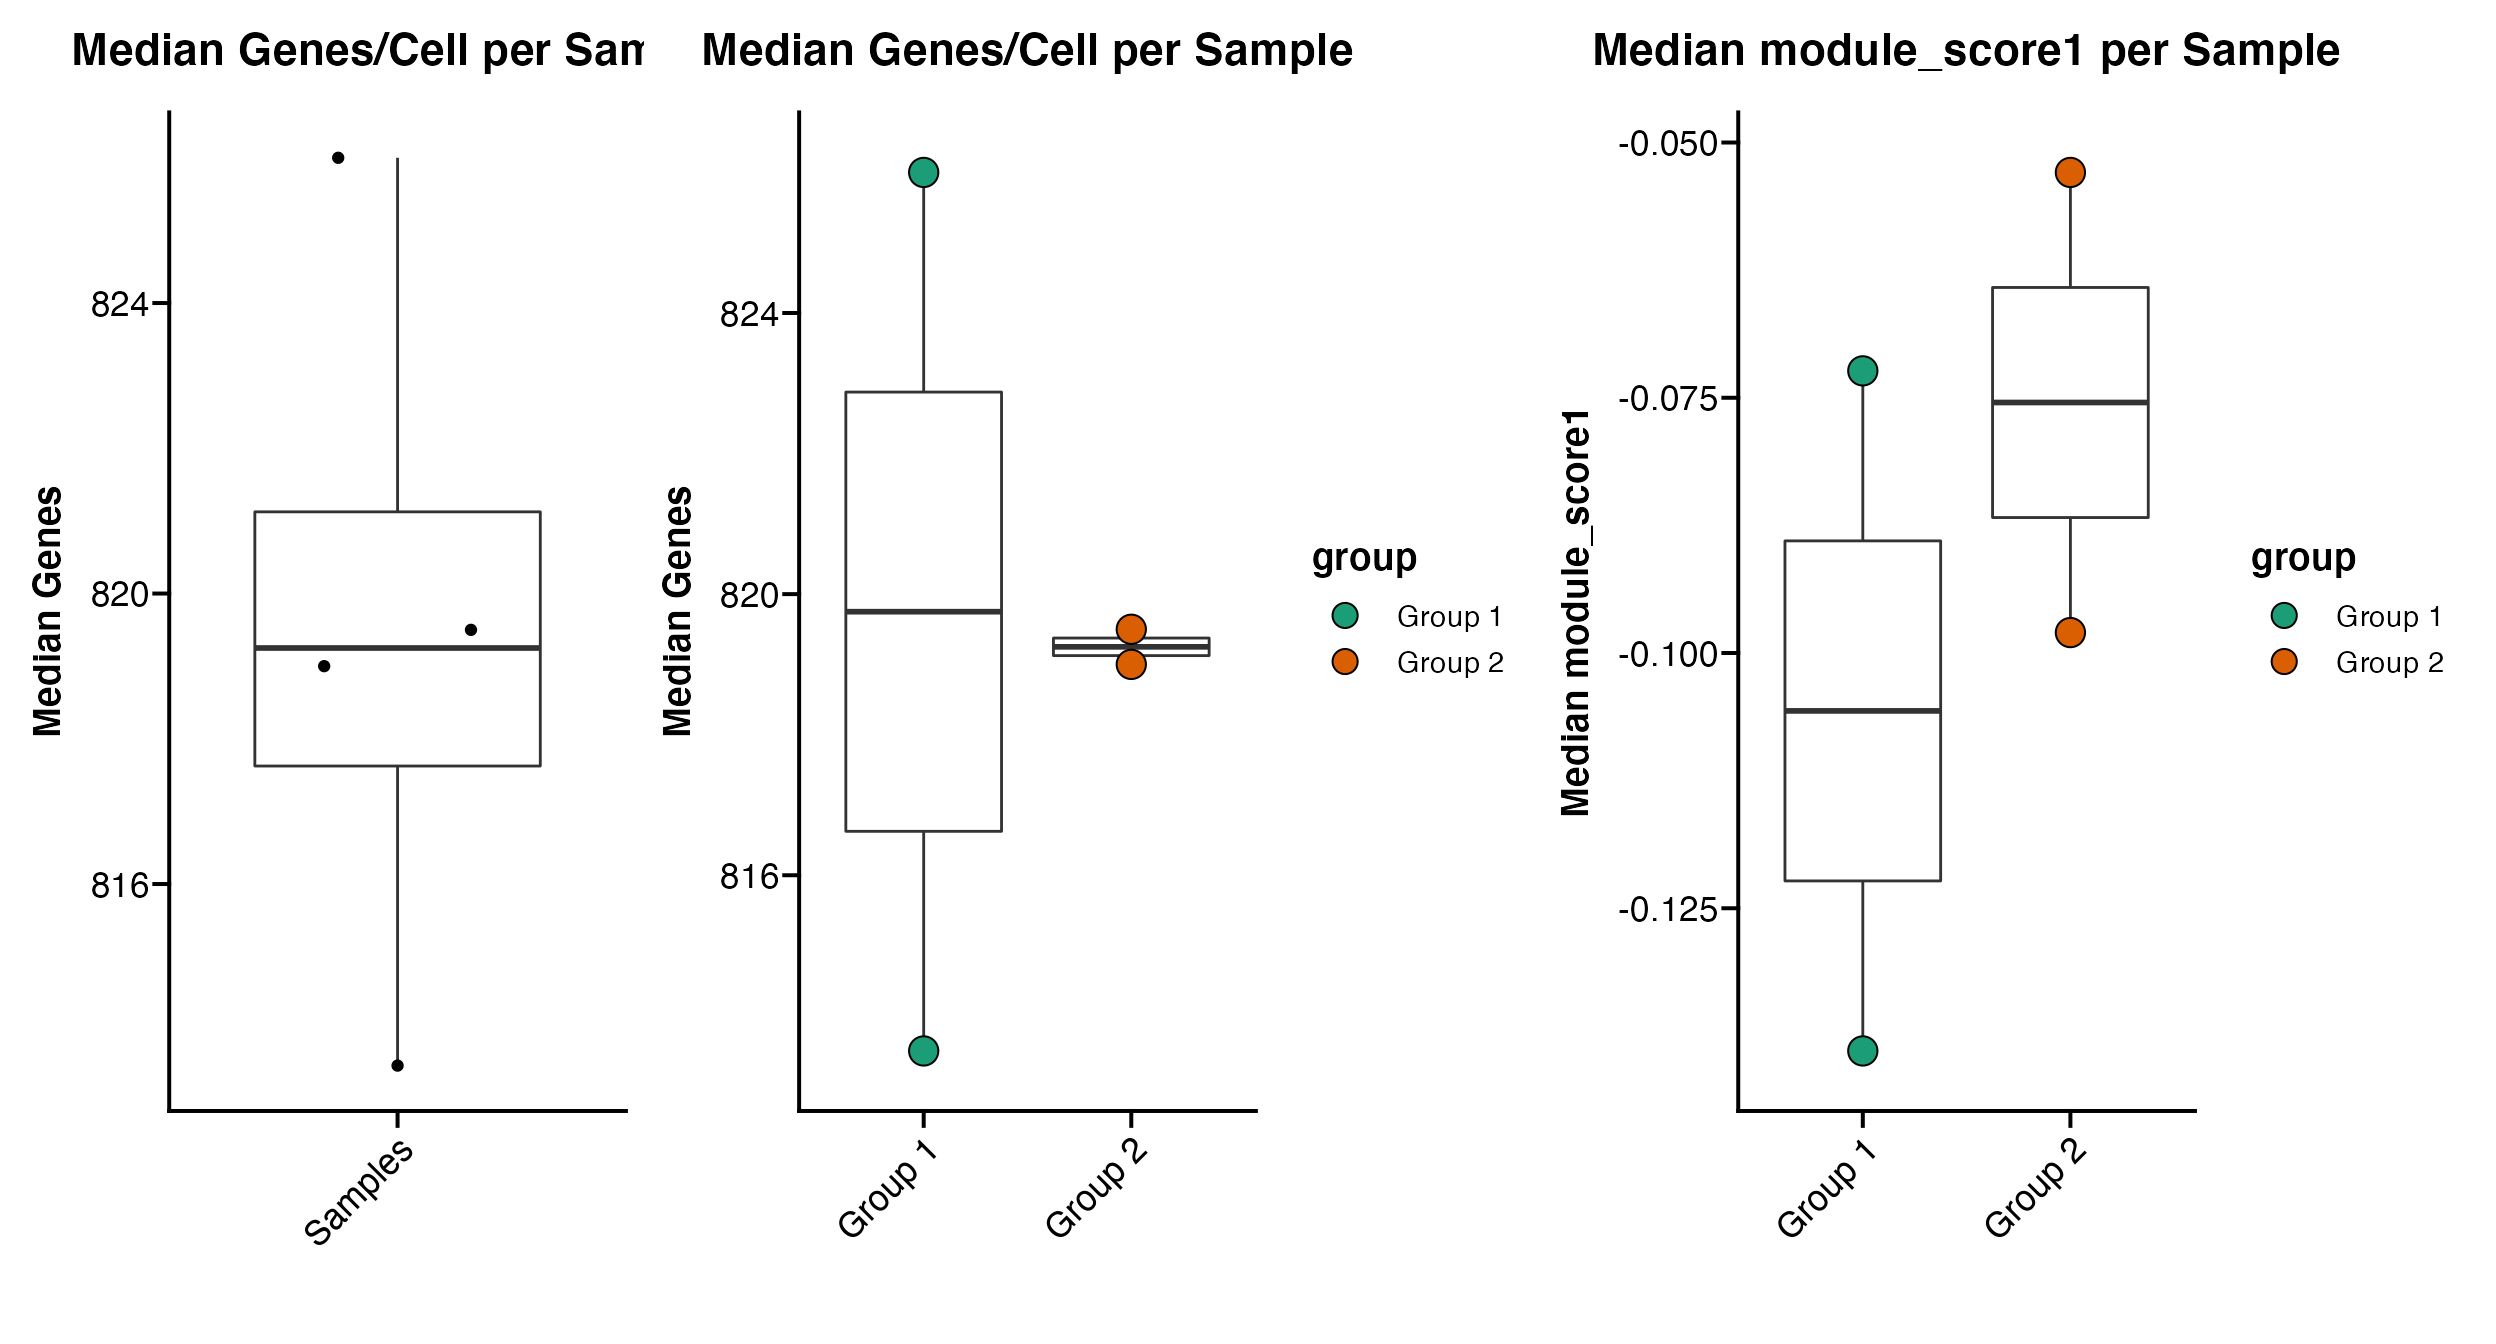 Median Genes/Cell per Sam
Median Genes
824
820
816
Samples
Median Genes/Cell per Sample
Median Genes
824
820
816
Group 1
Group 2
group
Group 1
Group 2
Median module_score1 per Sample
Median module_score1
-0.050
-0.075
-0.100
-0.125
Group 1
Group 2
group
Group 1
Group 2